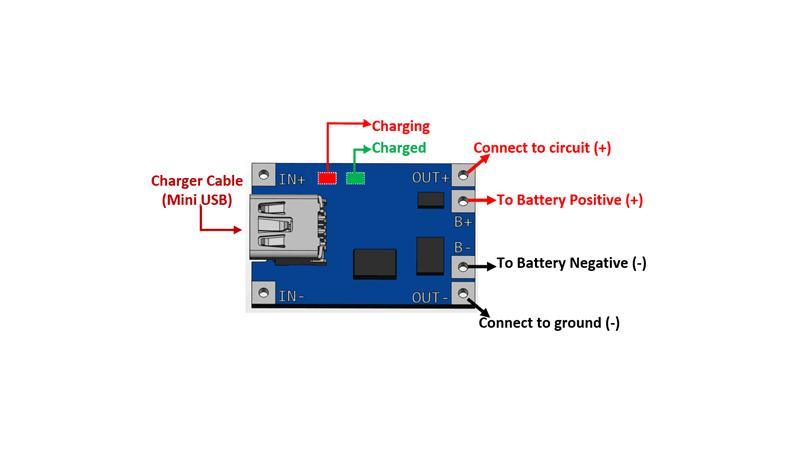 Charging
Charged
Connect to circuit (+)
Charger Cable
(Mini USB)
IN+
OUT+
To Battery Positive (+)
B+
B-
To Battery Negative (-)
IN-
OUT-
Connect to ground (-)